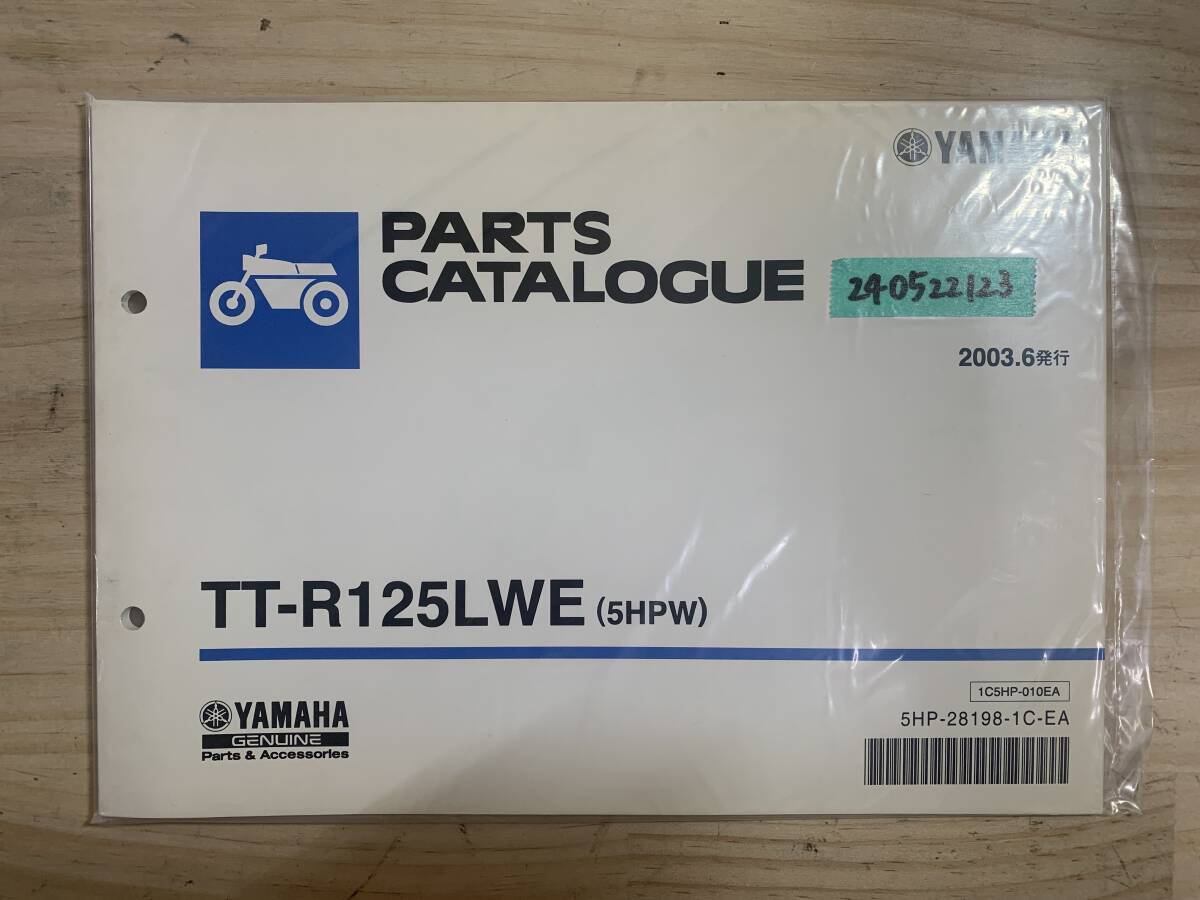 YAMAHA
PARTS
CATALOGUE
240522123
2003.6発行
TT-R125LWE (5HPW)
1C5HP-010EA
5HP-28198-1C-EA
YAMAHA
GENUINE
Parts & Accessories